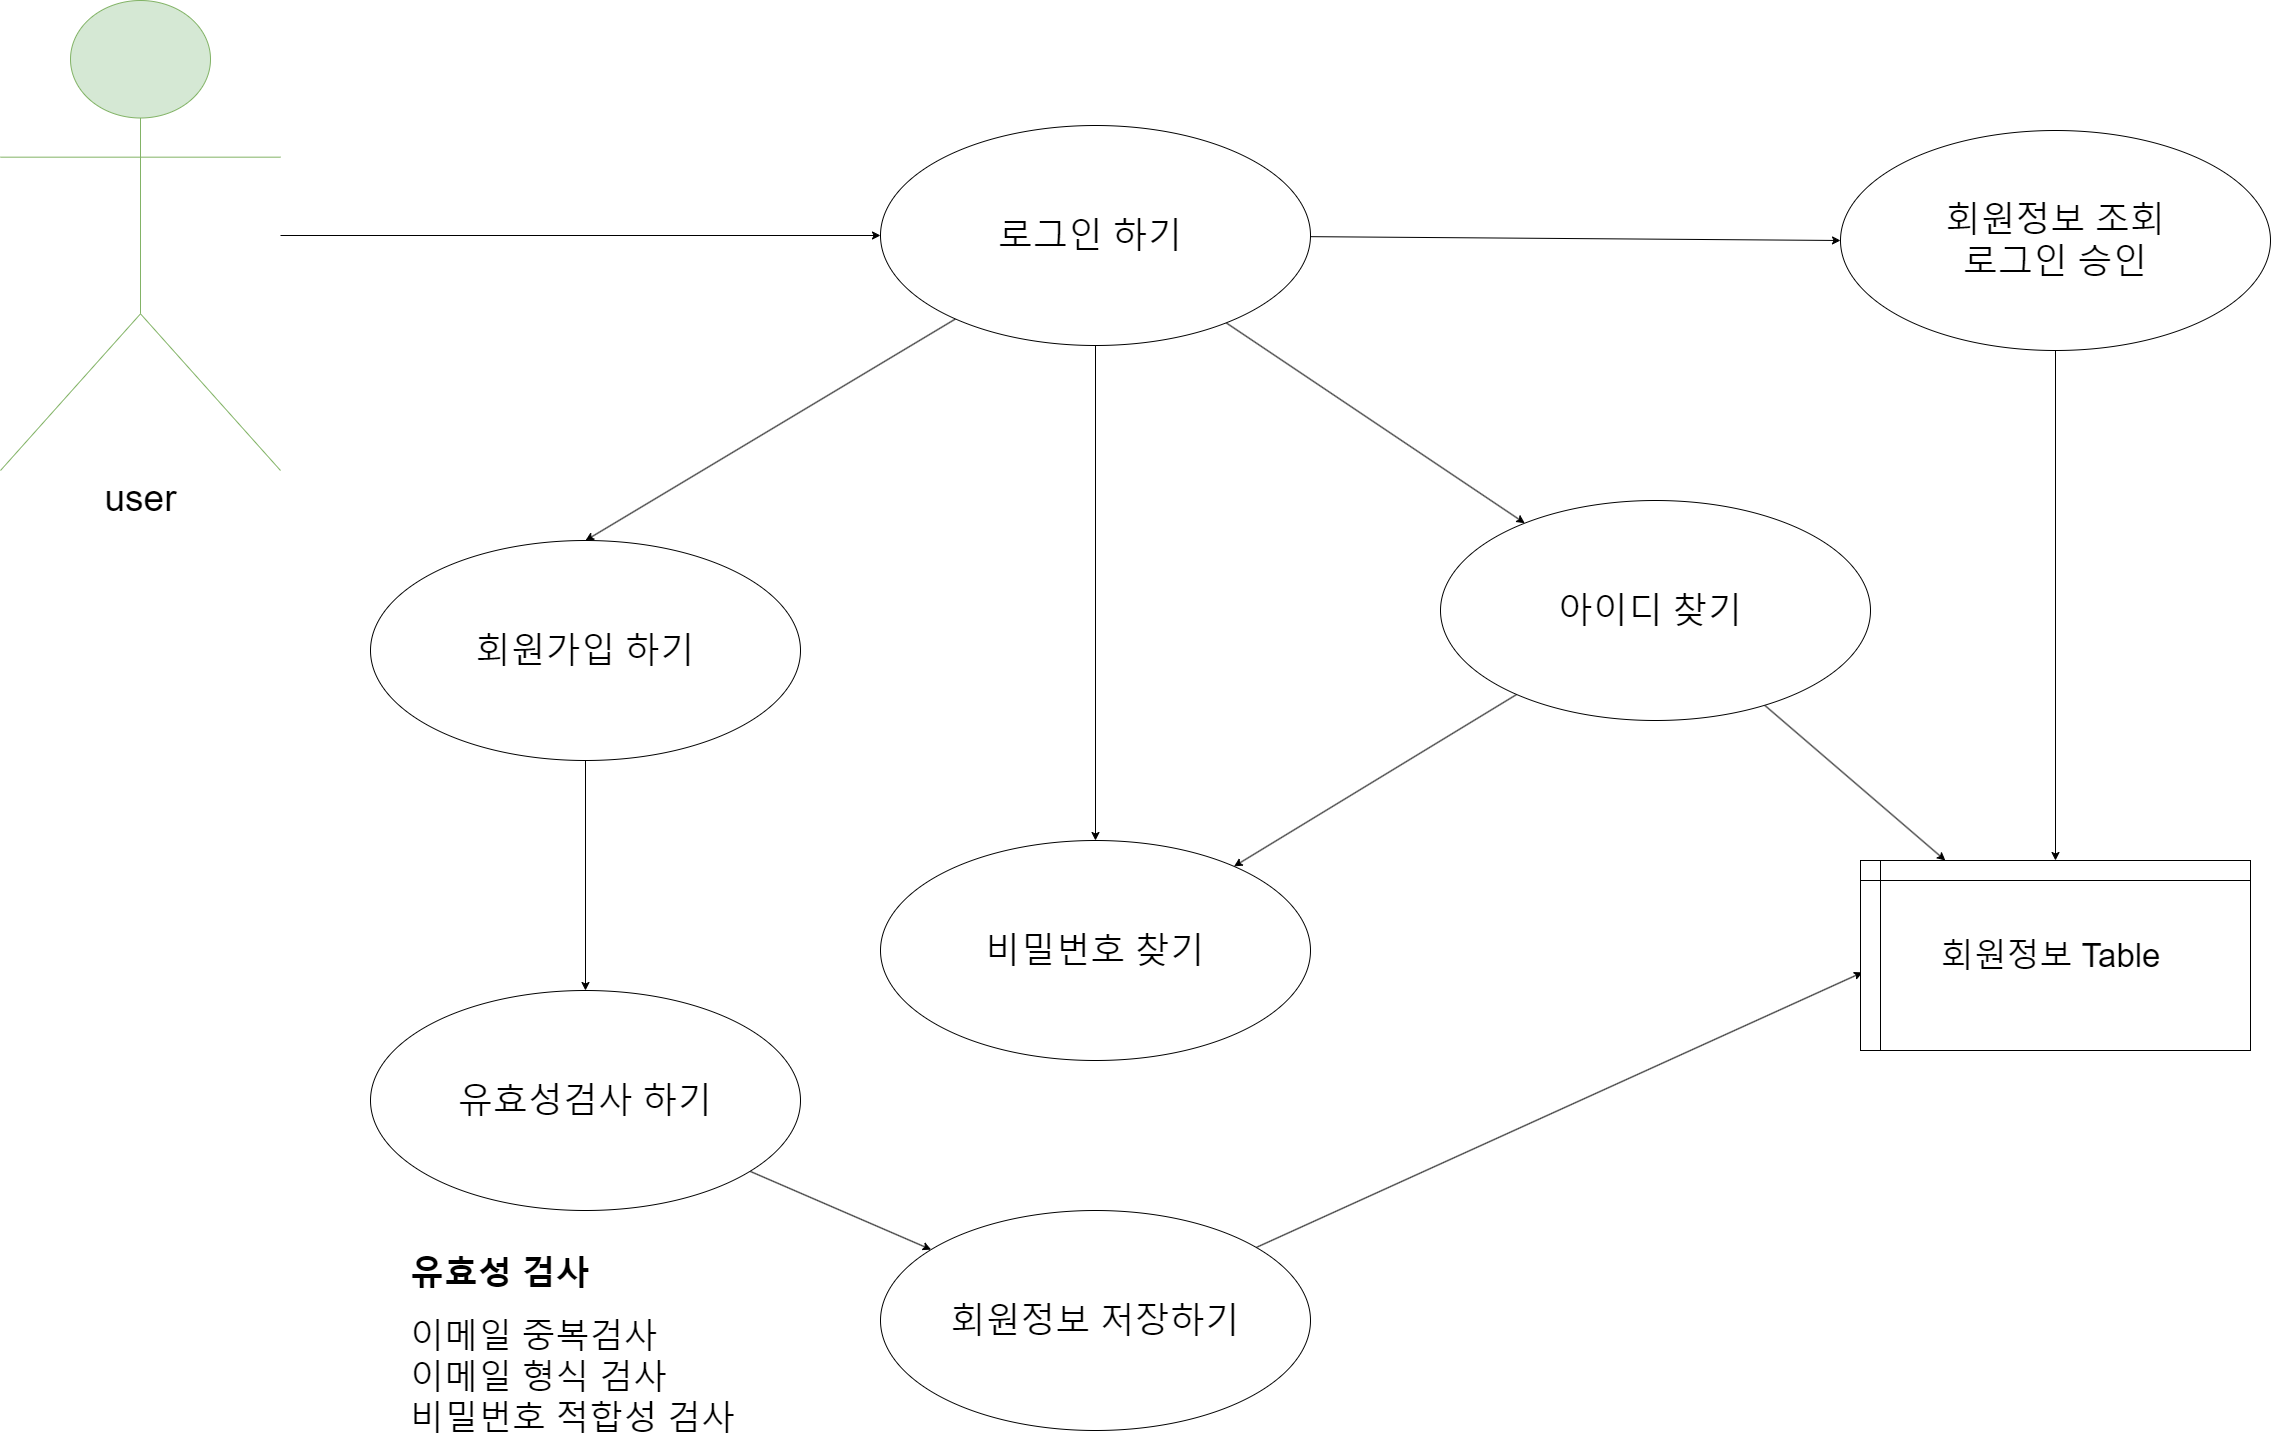 user
로그인 하기
회원정보 조회
로그인 승인
회원가입 하기
아이디 찾기
비밀번호 찾기
회원정보 Table
유효성검사 하기
회원정보 저장하기
유효성 검사
이메일 중복검사
이메일 형식 검사
비밀번호 적합성 검사